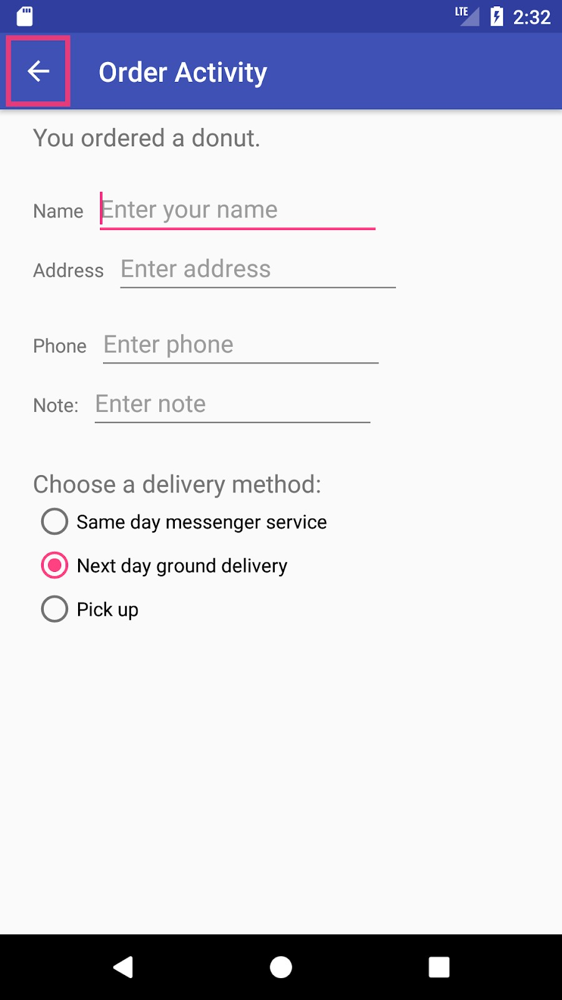 LTE 2:32
Order Activity
You ordered a donut.
Name Enter your name
Address Enter address
Phone Enter phone
Note: Enter note
Choose a delivery method:
Same day messenger service
Next day ground delivery
Pick up